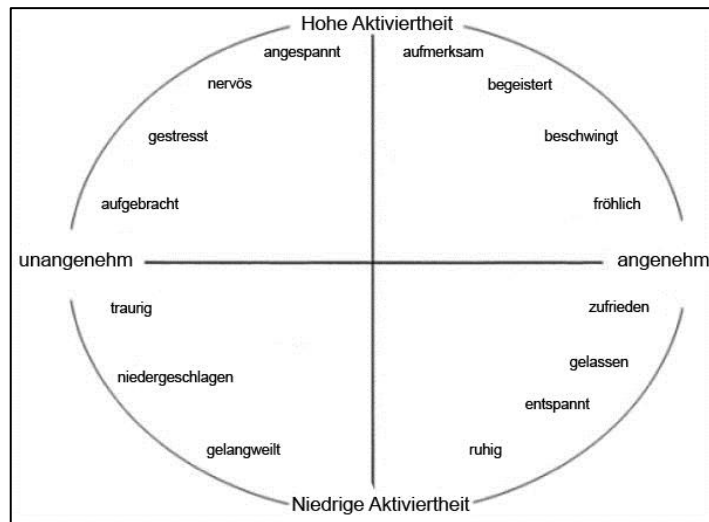 Hohe Aktiviertheit
angespannt
aufmerksam
nervös
begeistert
gestresst
beschwingt
aufgebracht
fröhlich
unangenehm
angenehm
traurig
zufrieden
gelassen
niedergeschlagen
entspannt
gelangweilt
ruhig
Niedrige Aktiviertheit